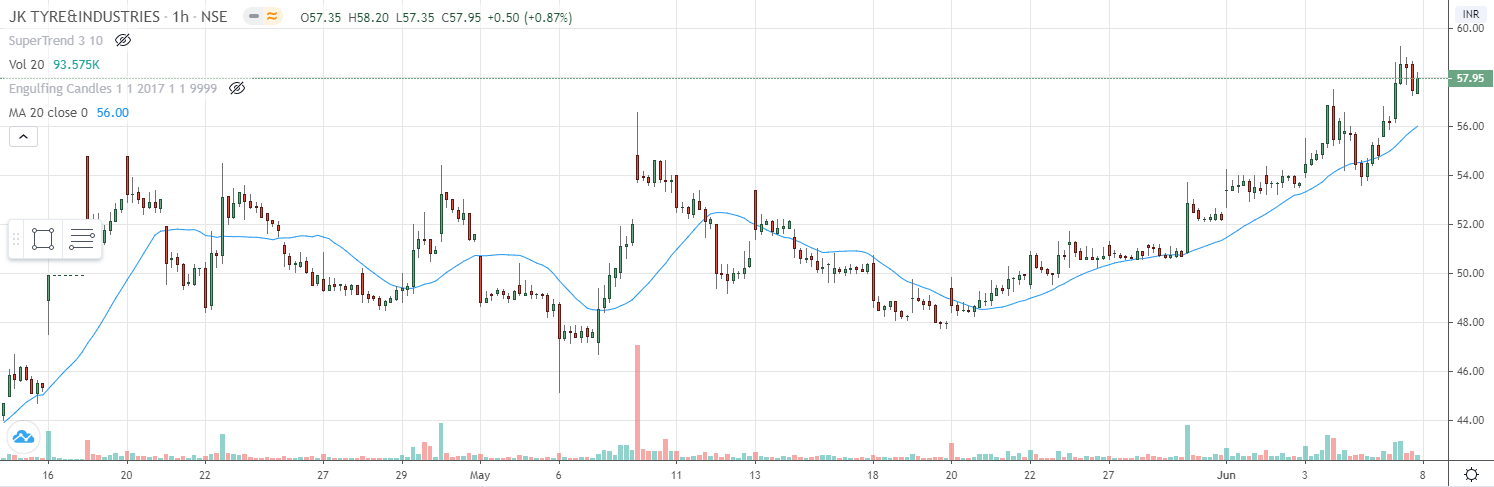 JK TYRE&INDUSTRIES · 1h · NSE O57.35 H58.20 L57.35 C57.95 +0.50 (+0.87%)
SuperTrend 3 10
Vol 20 93.575K
Engulfing Candles 1 1 2017 1 1 9999
MA 20 close 0 56.00
INR
60.00
57.95
56.00
54.00
52.00
50.00
48.00
46.00
44.00
16 20 22 27 29 May 6 11 13 18 20 22 27 Jun 3 8